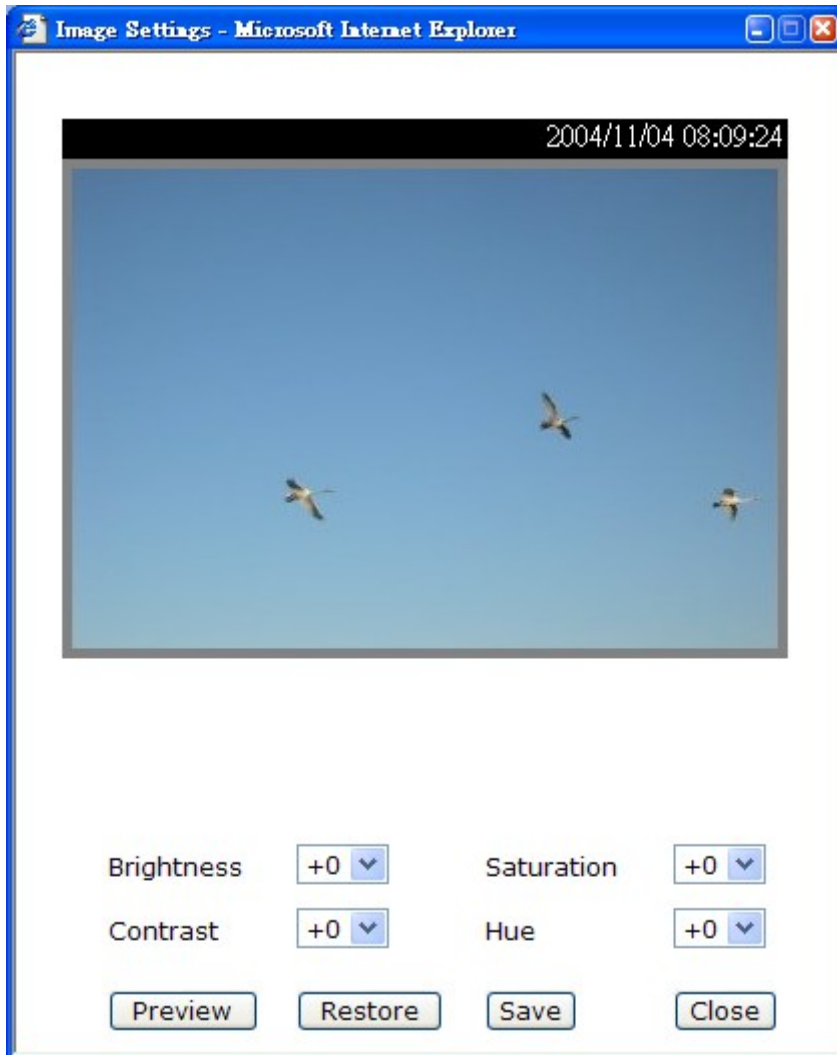 Image Settings - Microsoft Internet Explorer
2004/11/04 08:09:24
Brightness +0 Saturation +0
Contrast +0 Hue +0
Preview Restore Save Close